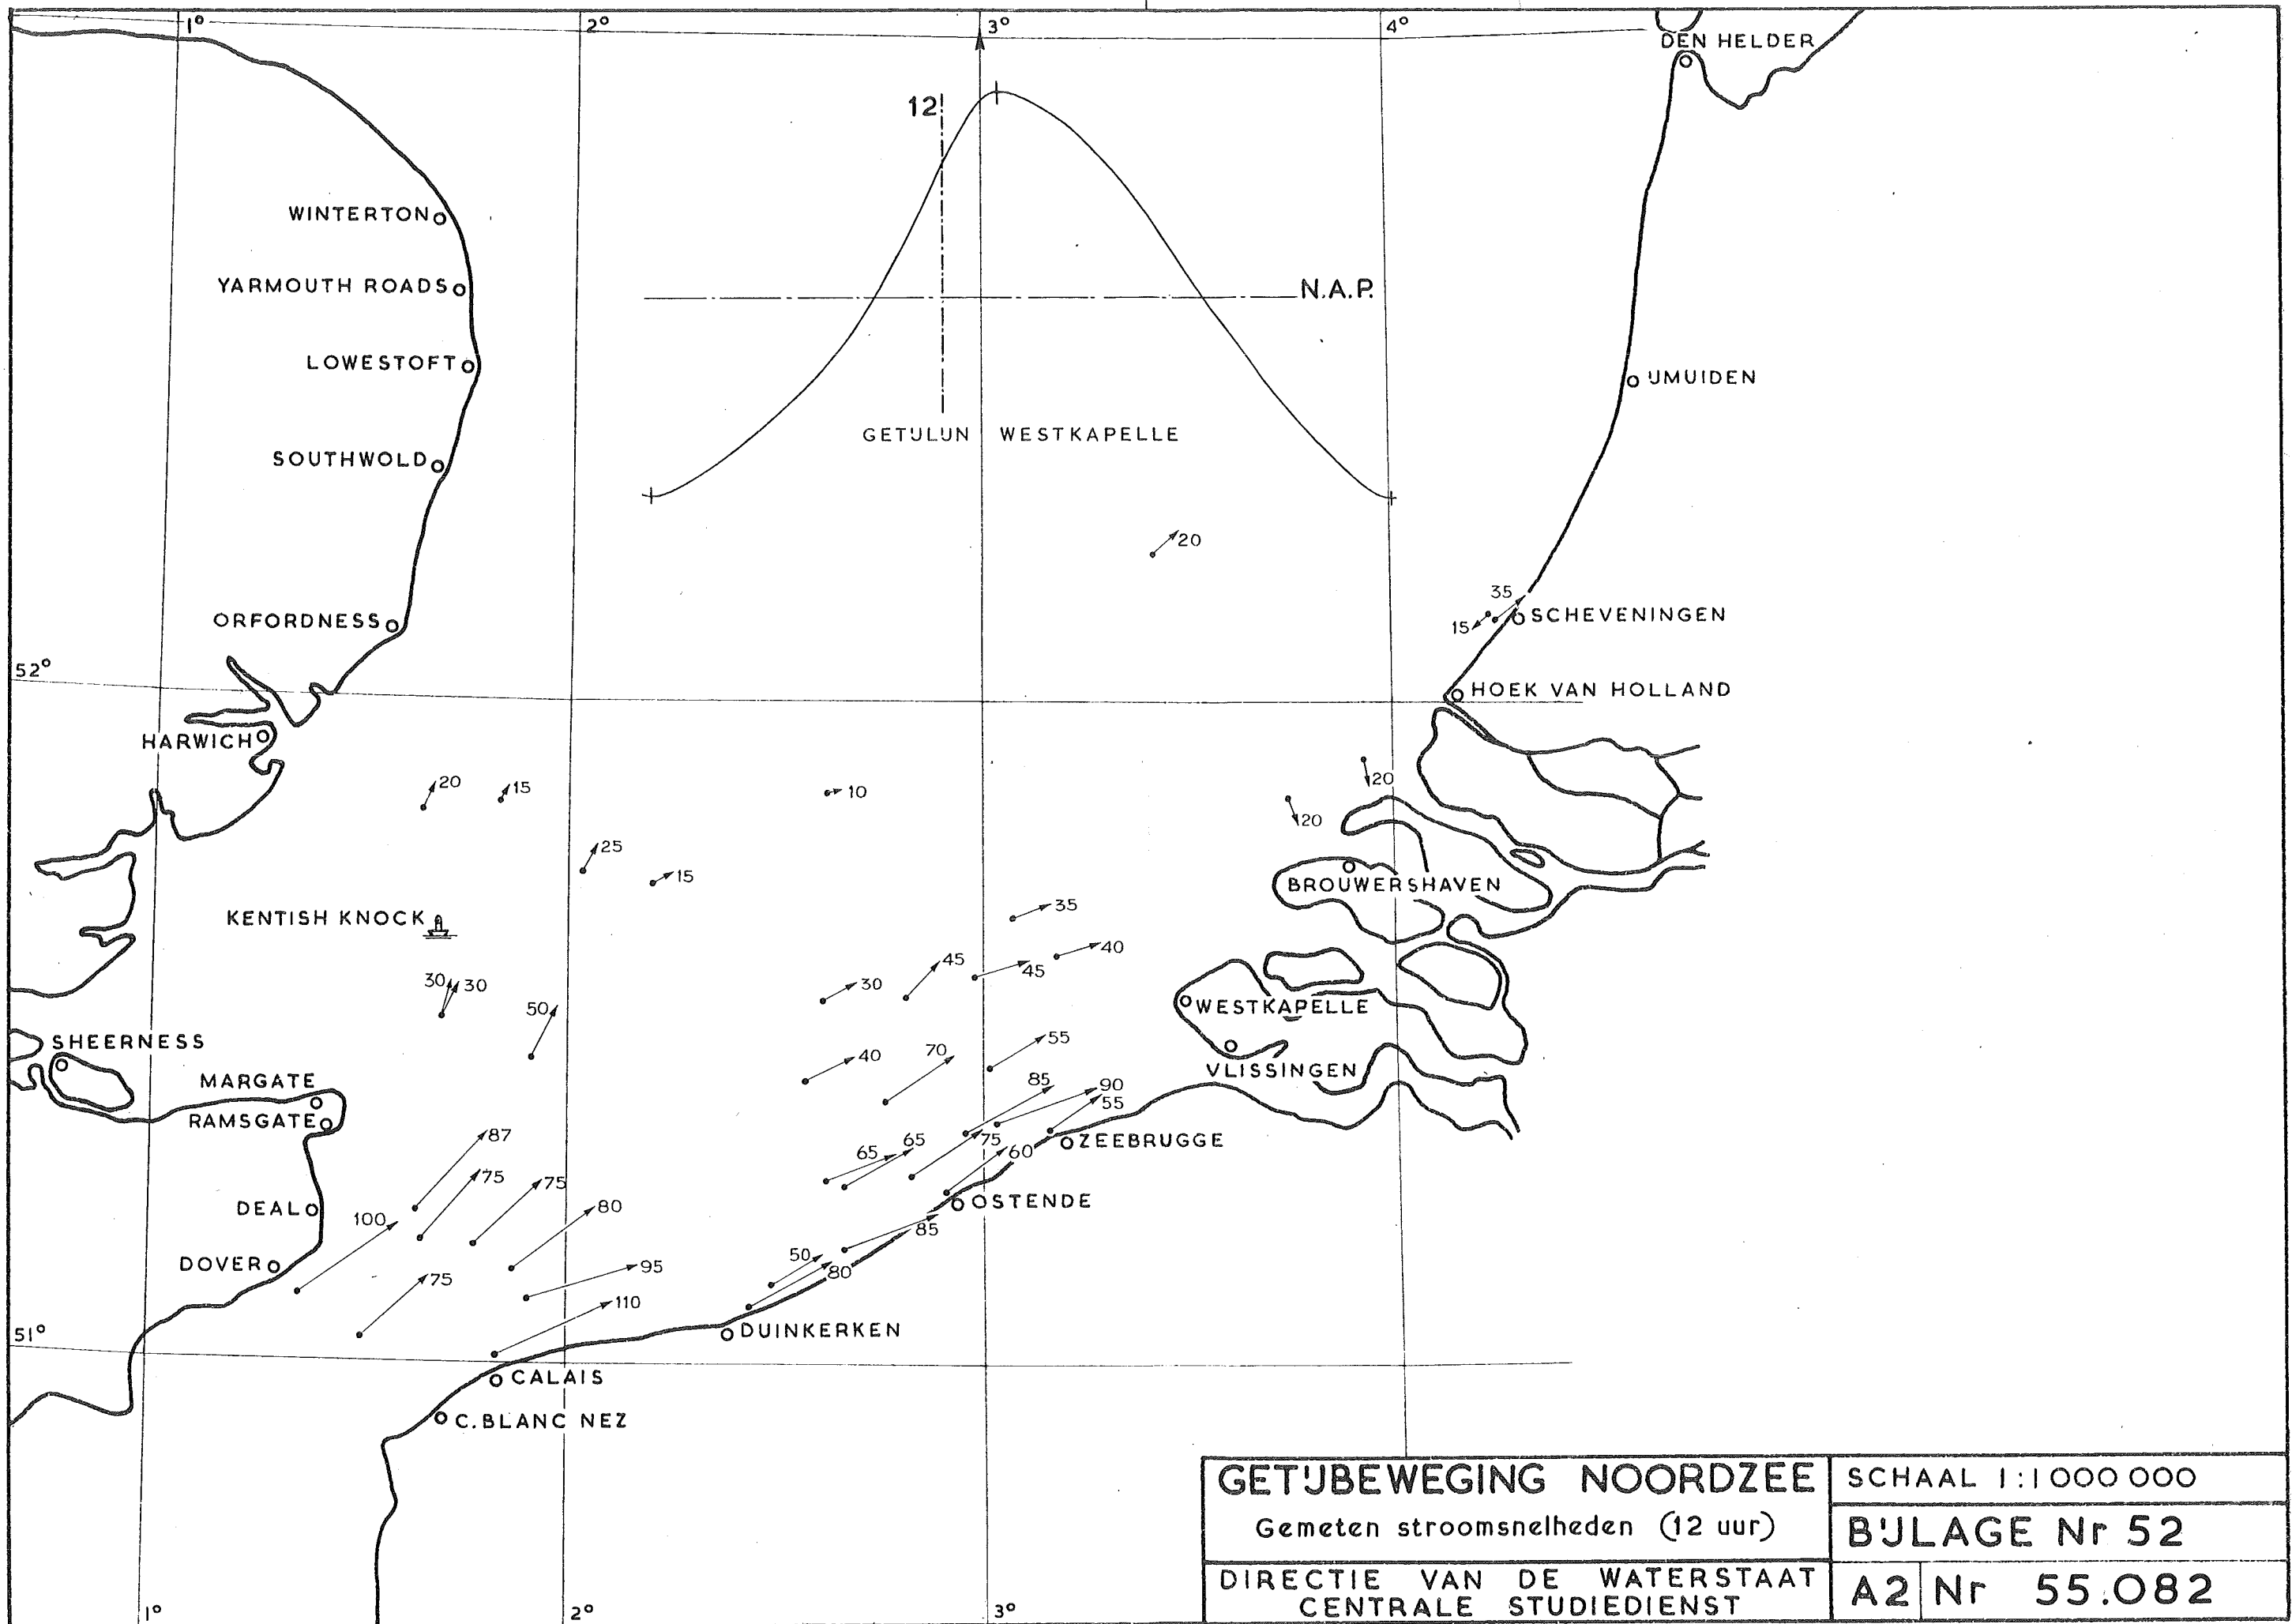 1° 2° 3° 4°
DEN HELDER
12
WINTERTON
YARMOUTH ROADS
N.A.P.
LOWESTOFT
IJMUIDEN
GETIJLIJN WESTKAPELLE
SOUTHWOLD
20
35
ORFORDNESS
15
SCHEVENINGEN
52°
HOEK VAN HOLLAND
HARWICH
20
20
15
10
20
25
15
BROUWERSHAVEN
35
KENTISH KNOCK
40
45
45
30
30
30
WESTKAPELLE
50
SHEERNESS
55
70
40
VLISSINGEN
MARGATE
85
90
55
RAMSGATE
87
75
ZEEBRUGGE
65
65
60
75
75
DEAL
OSTENDE
80
100
85
DOVER
50
95
80
75
110
51°
DUINKERKEN
CALAIS
C.BLANC NEZ
GETIJBEWEGING NOORDZEE
Gemeten stroomsnelheden (12 uur)
SCHAAL 1:1000 000
BIJLAGE Nr 52
DIRECTIE VAN DE WATERSTAAT
CENTRALE STUDIEDIENST
A2 Nr 55.082
1° 2° 3°